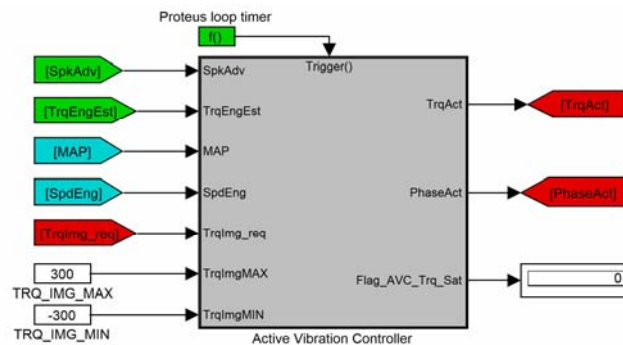 Proteus loop timer
f()
Trigger()
[SpkAdv]
SpkAdv
TrqAct
[TrqAct]
[TrqEngEst]
TrqEngEst
[MAP]
MAP
[SpdEng]
SpdEng
PhaseAct
[PhaseAct]
[TrqImg_req]
TrqImg_req
300
TrqImgMAX
Flag_AVC_Trq_Sat
0
TRQ_IMG_MAX
-300
TrqImgMIN
TRQ_IMG_MIN
Active Vibration Controller